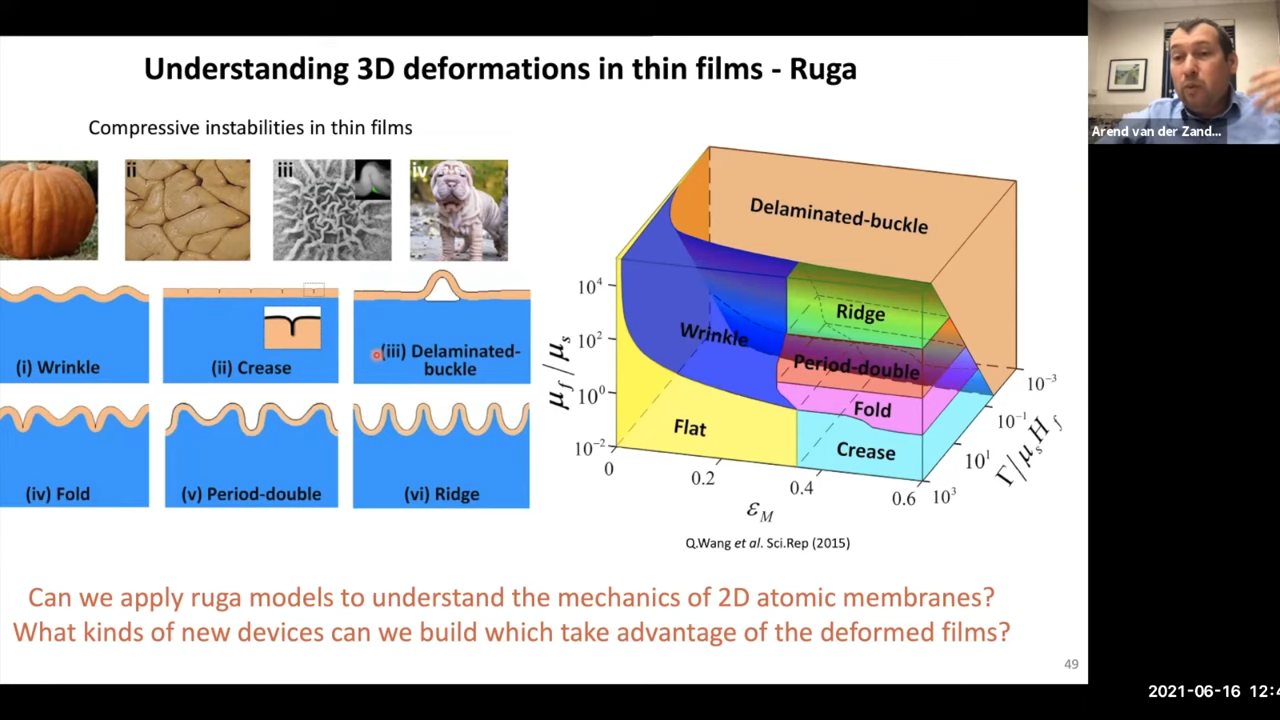 Understanding 3D deformations in thin films - Ruga
Compressive instabilities in thin films
ii
iii
iv
(i) Wrinkle
(ii) Crease
(iii) Delaminated-
buckle
(iv) Fold
(v) Period-double
(vi) Ridge
Delaminated-buckle
Ridge
Wrinkle
Period-double
Fold
Flat
Crease
10⁴
10²
10⁰
10⁻²
μf / μs
0
0.2
0.4
0.6
εM
10³
10¹
10⁻¹
10⁻³
Γ/μsHf
Q.Wang et al. Sci.Rep (2015)
Can we apply ruga models to understand the mechanics of 2D atomic membranes?
What kinds of new devices can we build which take advantage of the deformed films?
49
Arend van der Zand...
2021-06-16 12:4